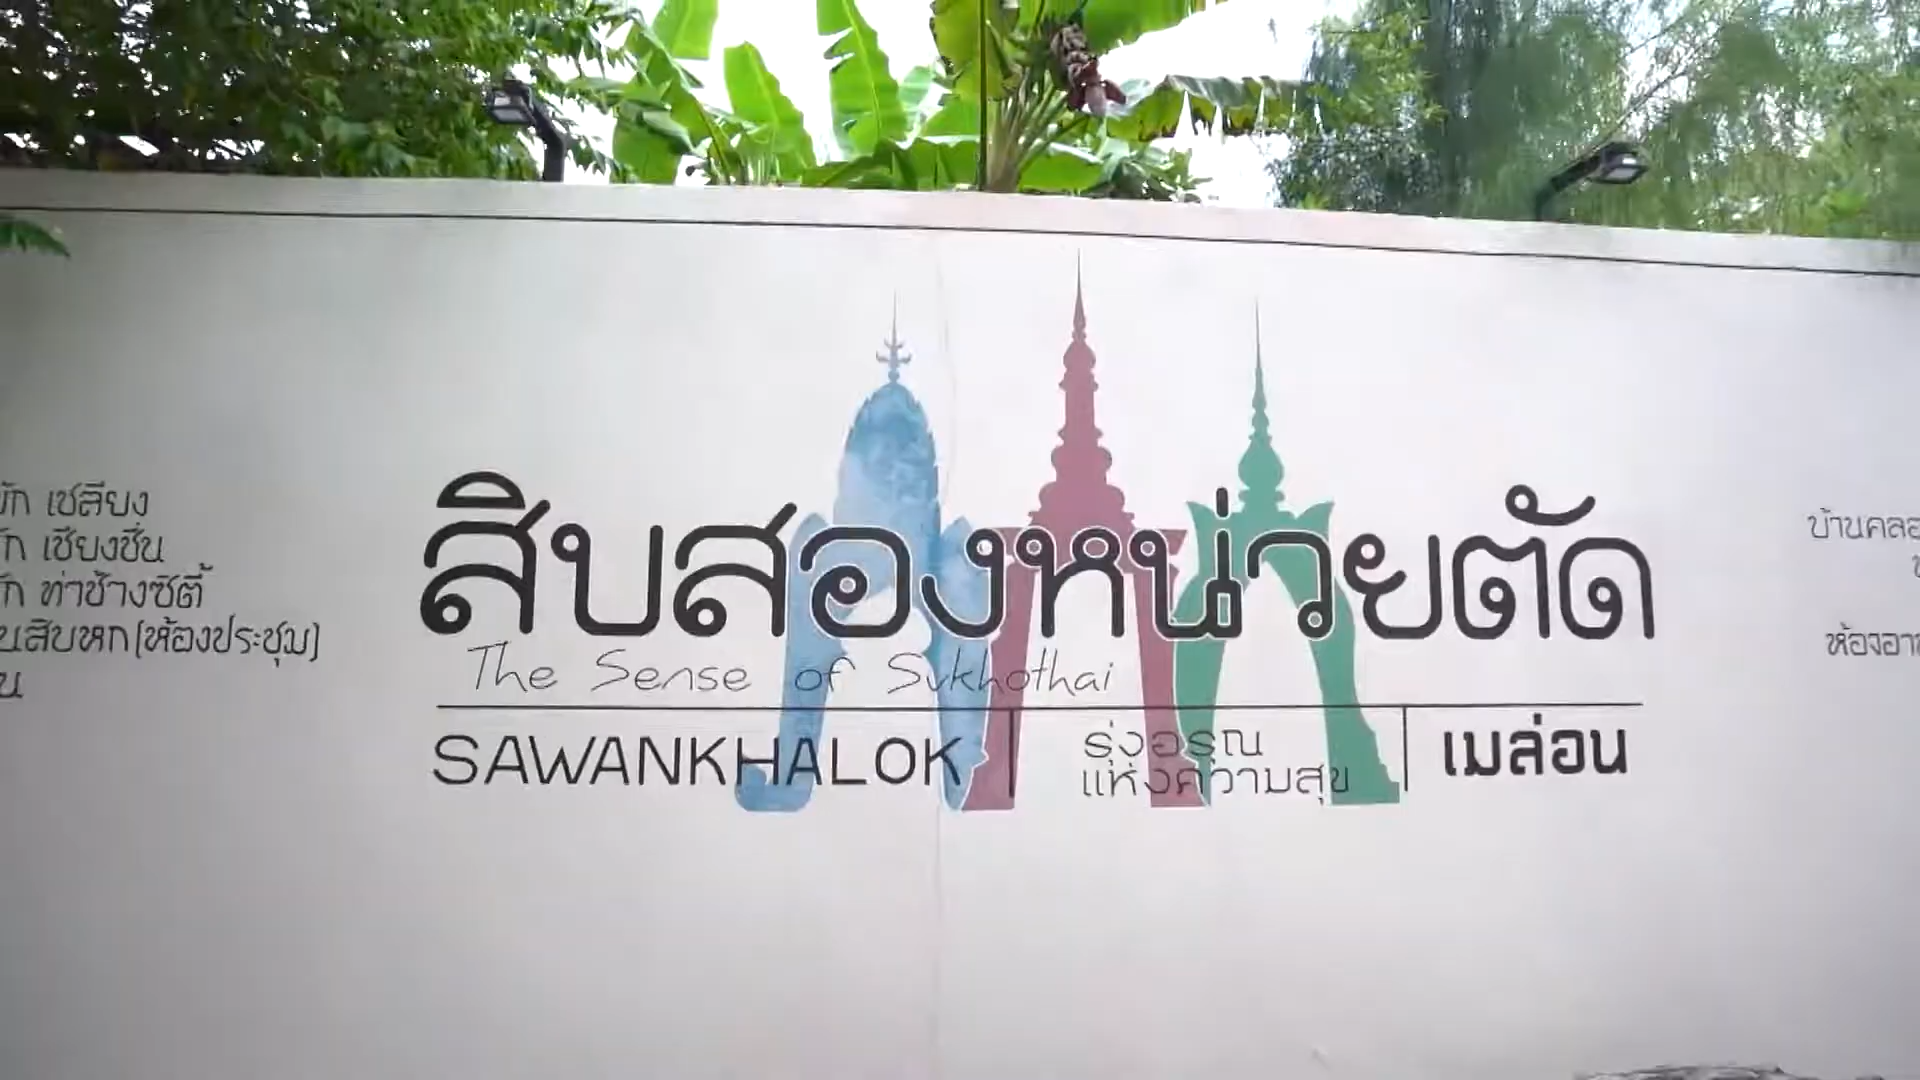 เชลียง
เชียงชื่น
ท่าช้างซิตี้
นสิบหก(ห้องประชุม)
น
สิบสองหน่วยตัด
The Sense of Sukhothai
SAWANKHALOK
รุ่งอรุณ
แห่งความสุข
เมล่อน
บ้านคลอ
ห้องอา